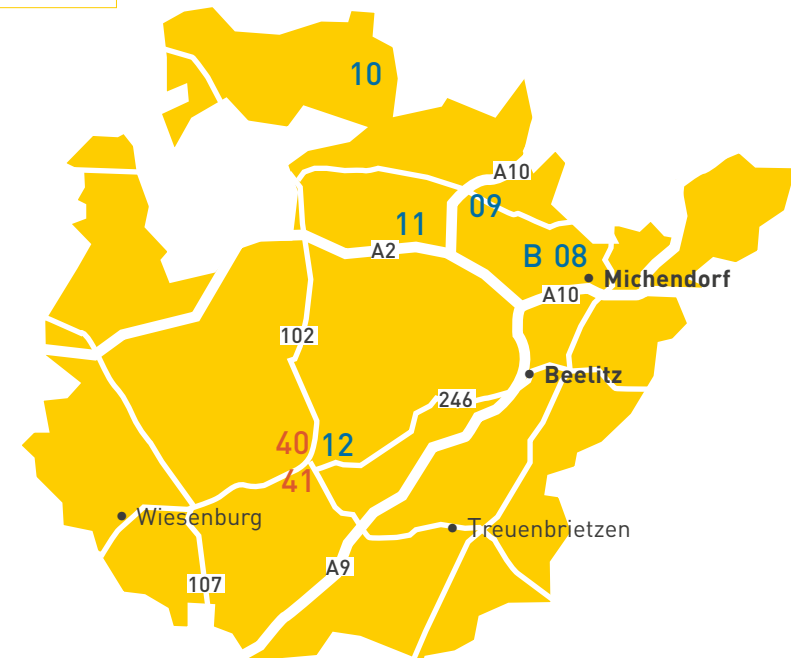 10
A10
09
11
A2
B 08
Michendorf
A10
102
Beelitz
246
40 12
41
Wiesenburg
Treuenbrietzen
A9
107